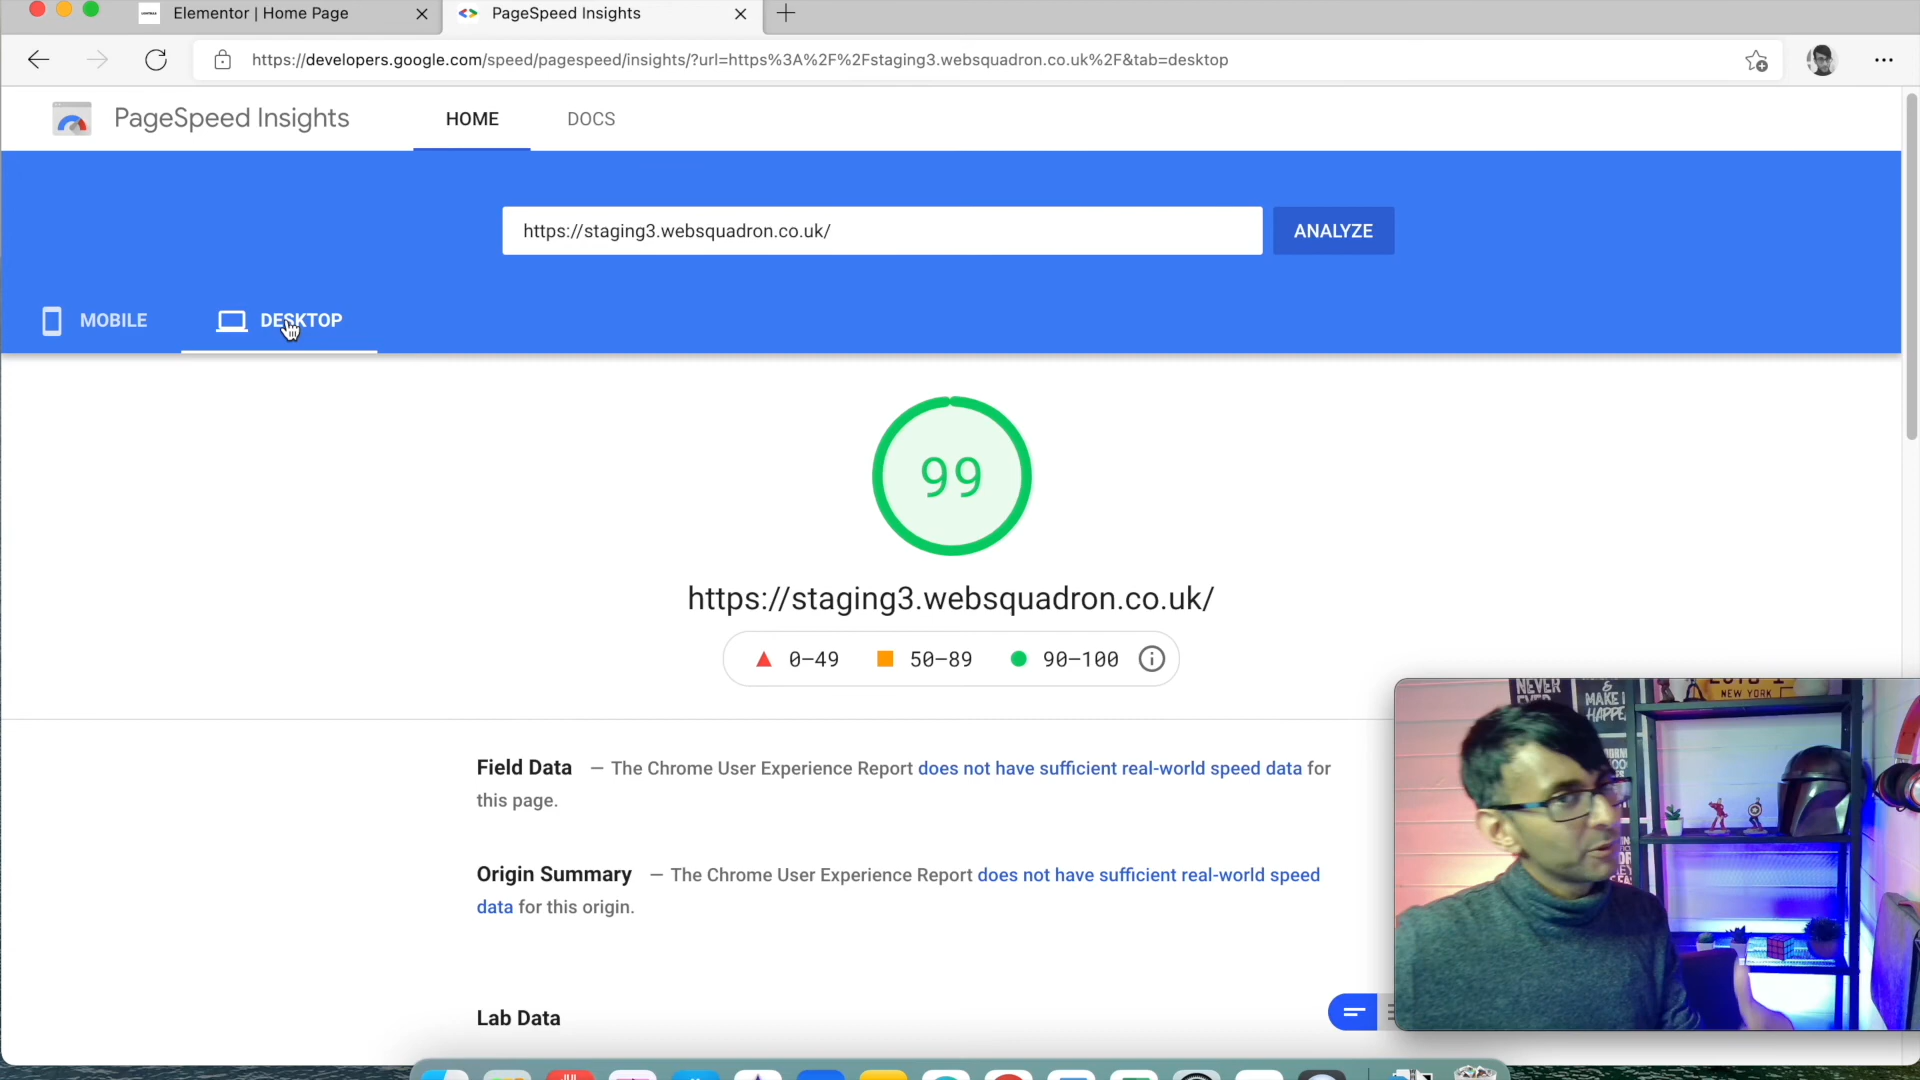 Elementor | Home Page
PageSpeed Insights
https://developers.google.com/speed/pagespeed/insights/?url=https%3A%2F%2Fstaging3.websquadron.co.uk%2F&tab=desktop
PageSpeed Insights
HOME
DOCS
https://staging3.websquadron.co.uk/
ANALYZE
MOBILE
DESKTOP
99
https://staging3.websquadron.co.uk/
0–49
50–89
90–100
Field Data — The Chrome User Experience Report does not have sufficient real-world speed data for
this page.
Origin Summary — The Chrome User Experience Report does not have sufficient real-world speed
data for this origin.
Lab Data
NEVER
&
MAKE I
HAPPE
NEW YORK